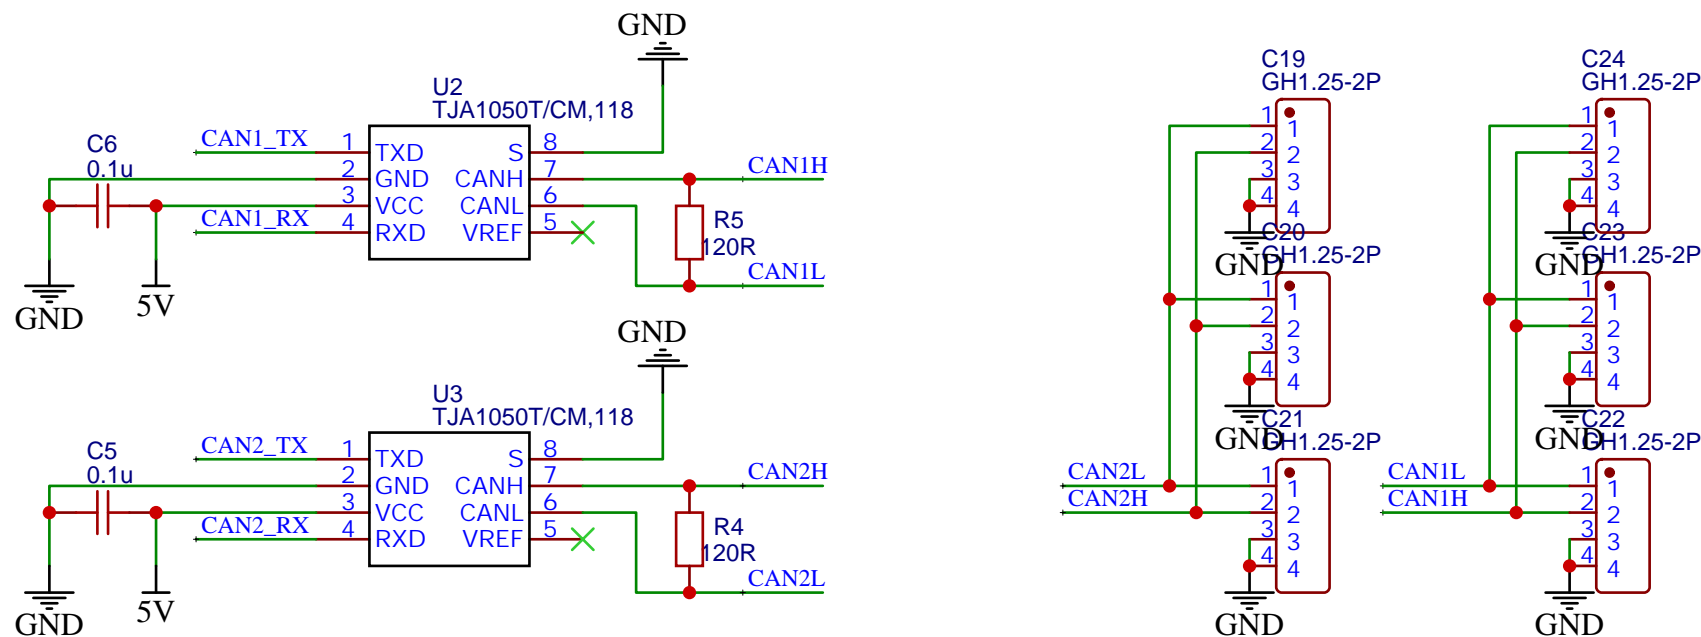 GND
U2
TJA1050T/CM,118
C6
0.1u
CAN1_TX
CAN1_RX
1 TXD
2 GND
3 VCC
4 RXD
S 8
CANH 7
CANL 6
VREF 5
CAN1H
R5
120R
CAN1L
GND
5V
GND
U3
TJA1050T/CM,118
C5
0.1u
CAN2_TX
CAN2_RX
1 TXD
2 GND
3 VCC
4 RXD
S 8
CANH 7
CANL 6
VREF 5
CAN2H
R4
120R
CAN2L
GND
5V
C19
GH1.25-2P
1 1
2 2
3 3
4 4
GND
C20
GH1.25-2P
1 1
2 2
3 3
4 4
GND
C21
GH1.25-2P
CAN2L
CAN2H
1 1
2 2
3 3
4 4
GND
C24
GH1.25-2P
1 1
2 2
3 3
4 4
GND
C23
GH1.25-2P
1 1
2 2
3 3
4 4
GND
C22
GH1.25-2P
CAN1L
CAN1H
1 1
2 2
3 3
4 4
GND